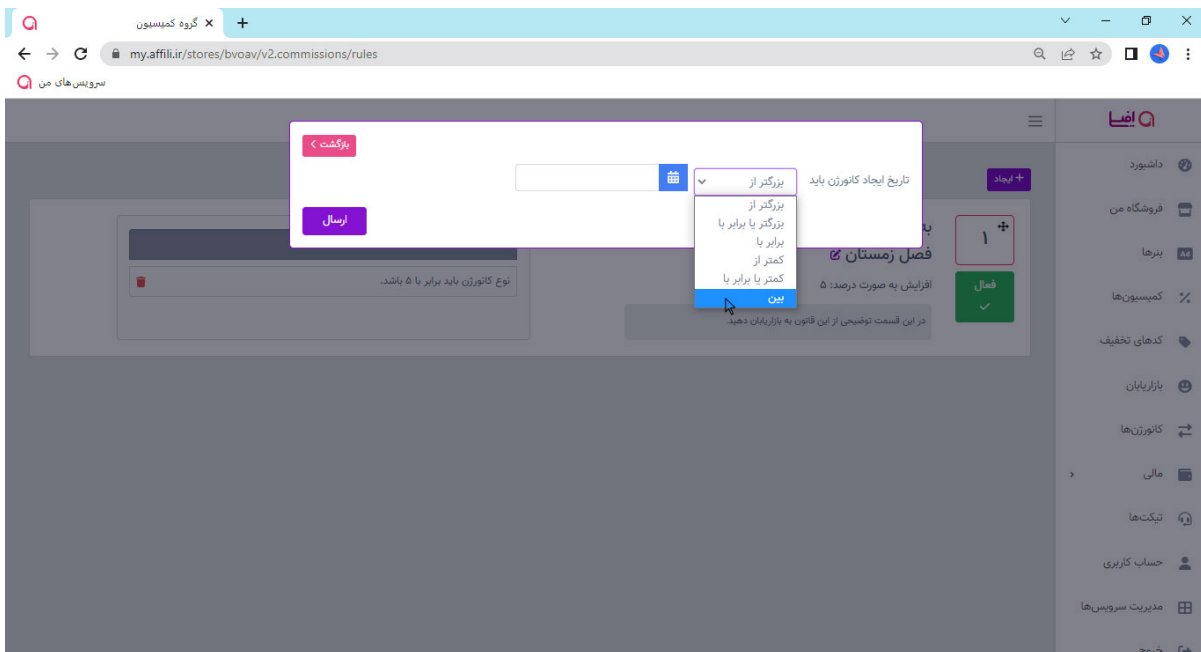 گروه کمیسیون
my.affili.ir/stores/bvoav/v2.commissions/rules
سرویس‌های من
افیلی
بازگشت
تاریخ ایجاد کانورژن باید
بزرگتر از
بزرگتر از
بزرگتر یا برابر با
برابر با
کمتر از
کمتر یا برابر با
بین
ارسال
+ ایجاد
۱
فصل زمستان
فعال
افزایش به صورت درصد: ۵
در این قسمت توضیحی از این قانون به بازاریابان دهید.
نوع کانورژن باید برابر با ۵ باشد.
داشبورد
فروشگاه من
Ad
بنرها
کمیسیون‌ها
کدهای تخفیف
بازاریابان
کانورژن‌ها
مالی
تیکت‌ها
حساب کاربری
مدیریت سرویس‌ها
خروج